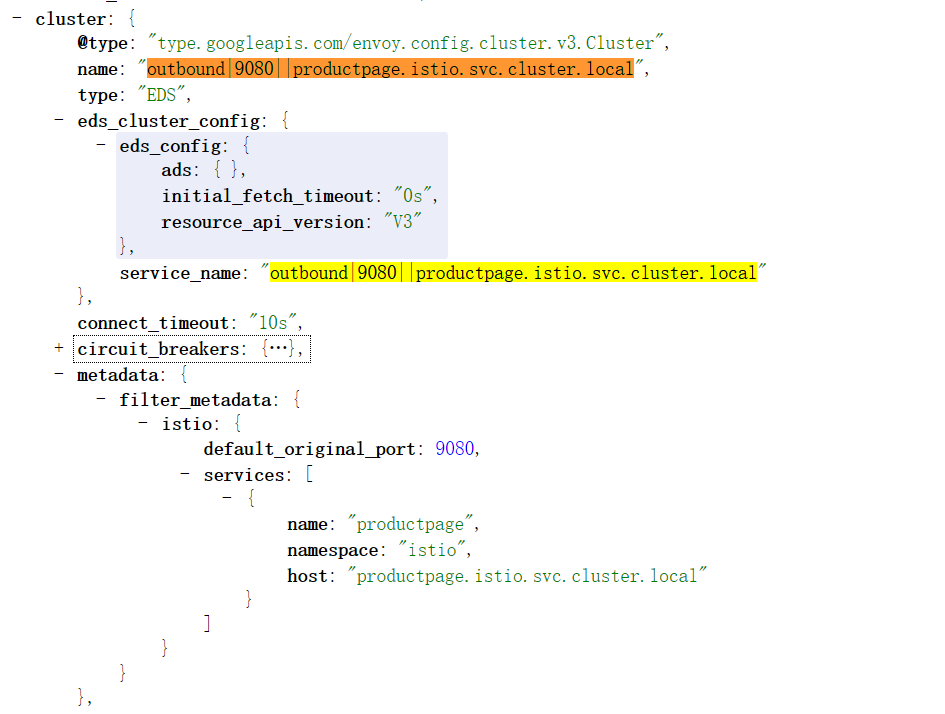 - cluster: {
@type: "type.googleapis.com/envoy.config.cluster.v3.Cluster",
name: "outbound|9080||productpage.istio.svc.cluster.local",
type: "EDS",
- eds_cluster_config: {
- eds_config: {
ads: { },
initial_fetch_timeout: "0s",
resource_api_version: "V3"
},
service_name: "outbound|9080||productpage.istio.svc.cluster.local"
},
connect_timeout: "10s",
+ circuit_breakers: {…},
- metadata: {
- filter_metadata: {
- istio: {
default_original_port: 9080,
- services: [
- {
name: "productpage",
namespace: "istio",
host: "productpage.istio.svc.cluster.local"
}
]
}
}
},